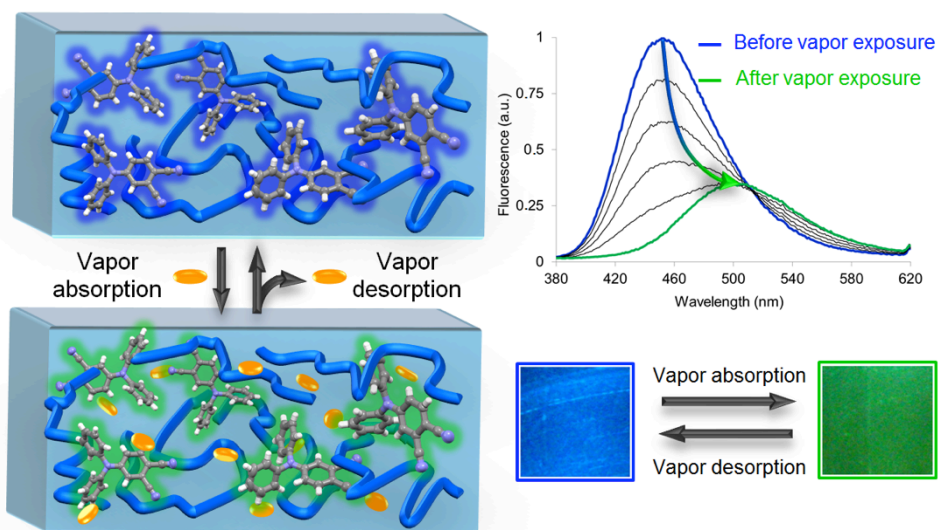 Vapor
absorption
Vapor
desorption
1
0.75
0.5
0.25
0
Fluorescence (a.u.)
Before vapor exposure
After vapor exposure
380
420
460
500
540
580
620
Wavelength (nm)
Vapor absorption
Vapor desorption